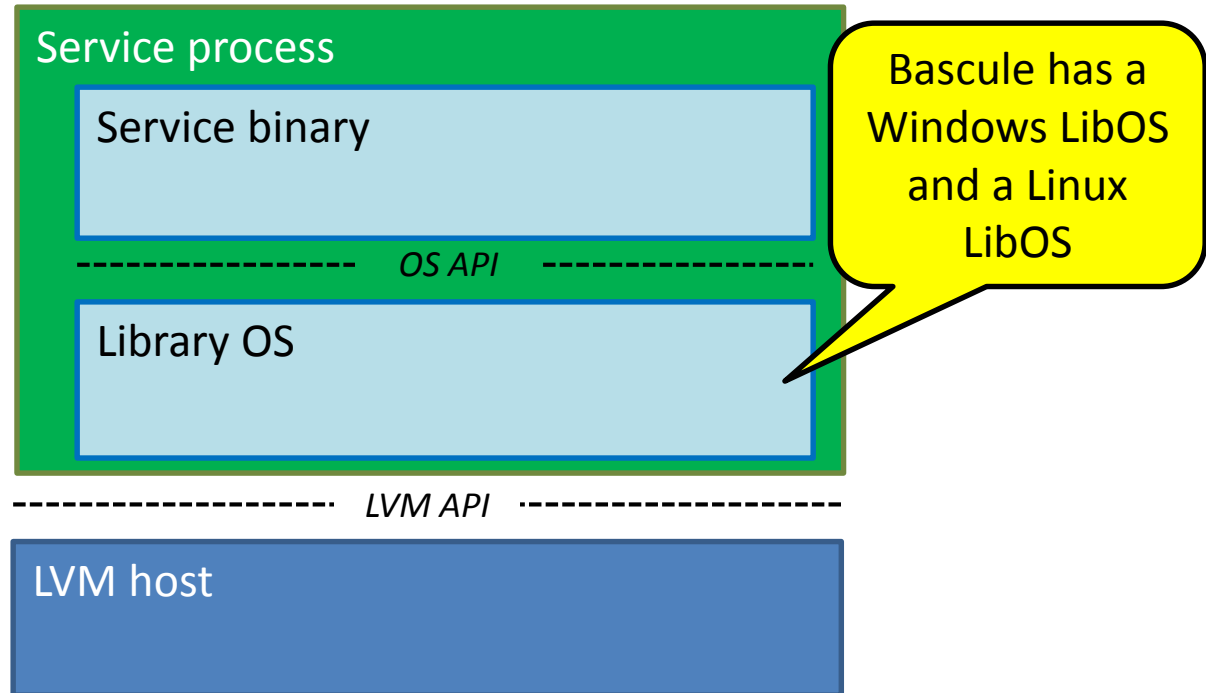 Service process
Service binary
OS API
Library OS
LVM API
LVM host
Bascule has a
Windows LibOS
and a Linux
LibOS